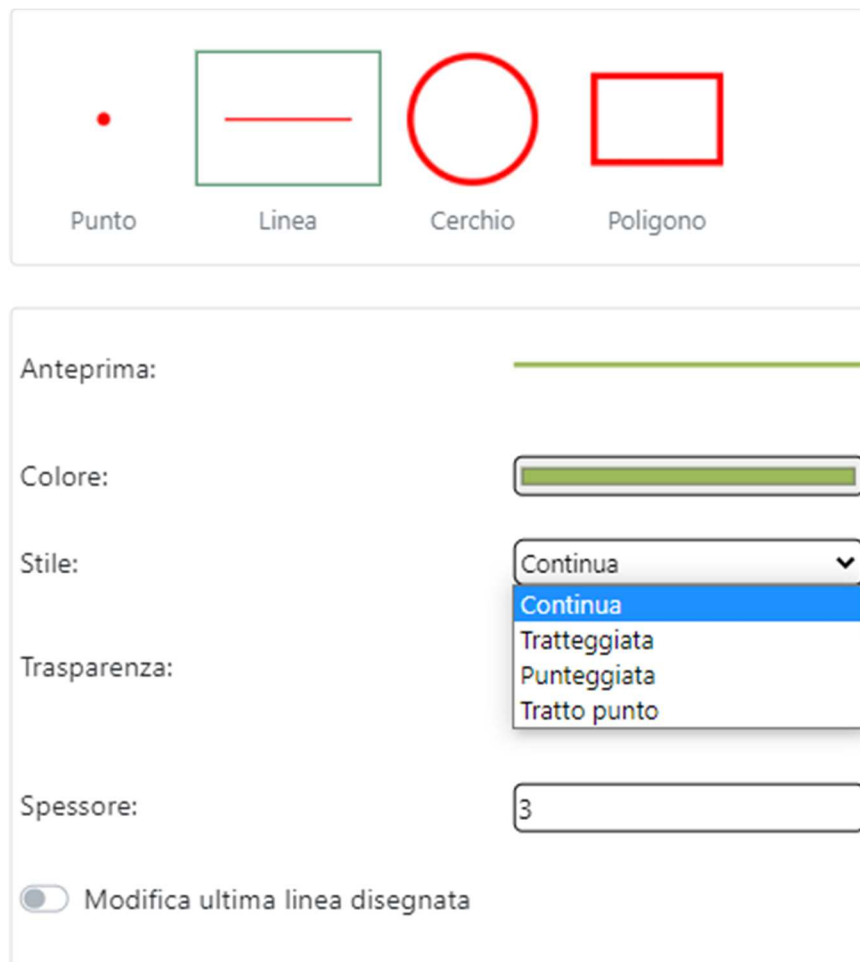 Punto Linea Cerchio Poligono
Anteprima:
Colore:
Stile:
Continua
Continua
Tratteggiata
Punteggiata
Tratto punto
Trasparenza:
Spessore:
3
Modifica ultima linea disegnata